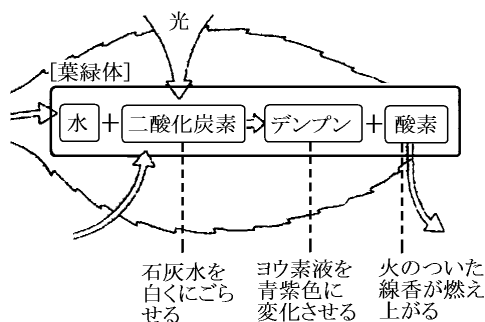 光
[葉緑体]
水＋二酸化炭素⇨デンプン＋酸素
石灰水を
白くにごら
せる
ヨウ素液を
青紫色に
変化させる
火のついた
線香が燃え
上がる